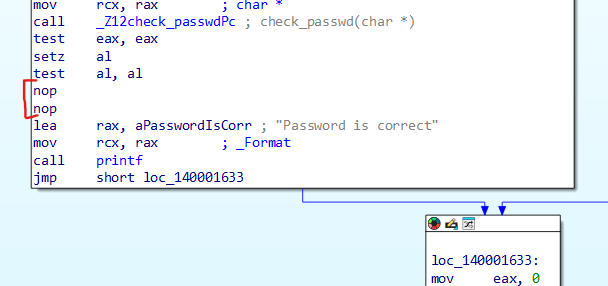 mov     rcx, rax        ; char *
call    _Z12check_passwdPc ; check_passwd(char *)
test    eax, eax
setz    al
test    al, al
nop
nop
lea     rax, aPasswordIsCorr ; "Password is correct"
mov     rcx, rax        ; _Format
call    printf
jmp     short loc_140001633
loc_140001633:
mov     eax, 0